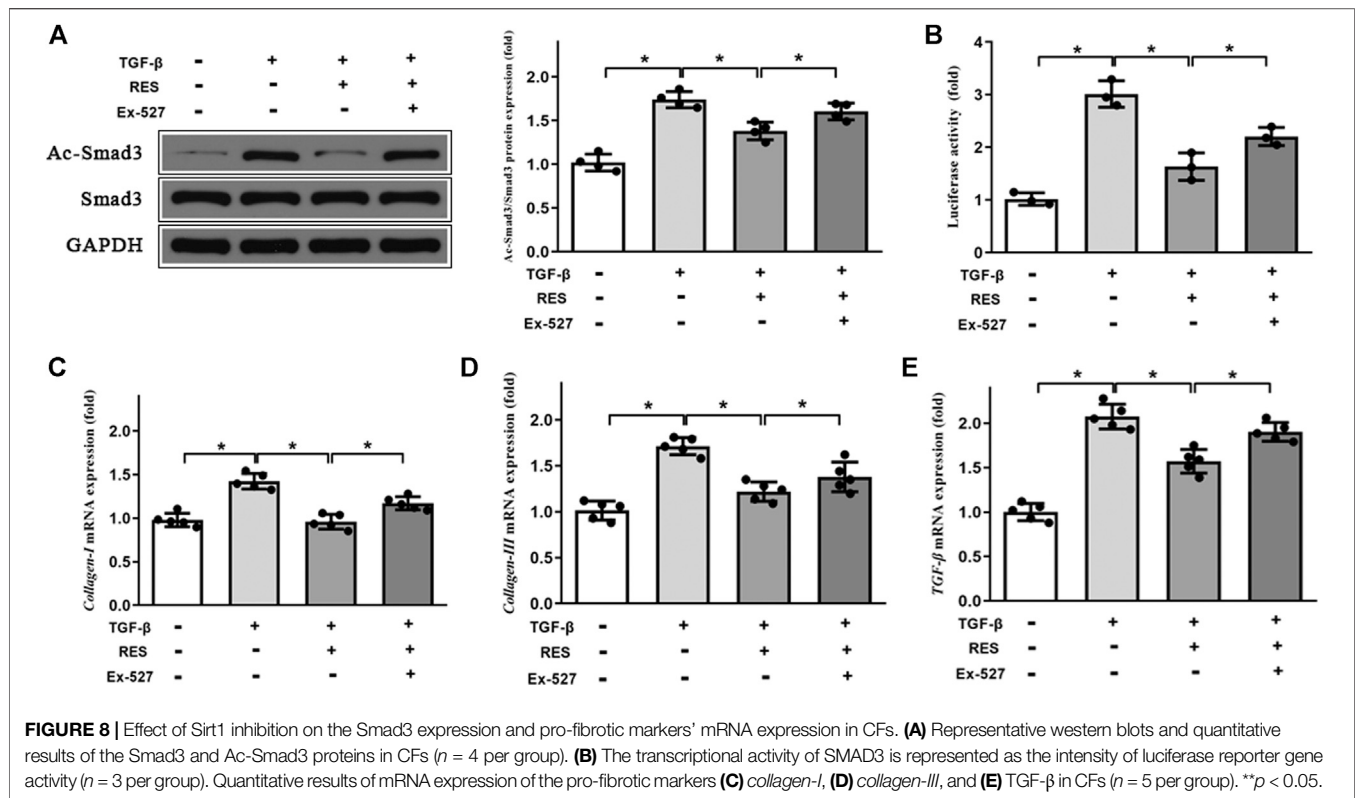 A
TGF-β - + + +
RES - - + +
Ex-527 - - - +
Ac-Smad3
Smad3
GAPDH
Ac-Smad3/Smad3 protein expression (fold)
2.0
1.5
1.0
0.5
0.0
* * *
TGF-β - + + +
RES - - + +
Ex-527 - - - +
B
Luciferase activity (fold)
4
3
2
1
0
* * *
TGF-β - + + +
RES - - + +
Ex-527 - - - +
C
Collagen-I mRNA expression (fold)
2.0
1.5
1.0
0.5
0.0
* * *
TGF-β - + + +
RES - - + +
Ex-527 - - - +
D
Collagen-III mRNA expression (fold)
2.0
1.5
1.0
0.5
0.0
* * *
TGF-β - + + +
RES - - + +
Ex-527 - - - +
E
TGF-β mRNA expression (fold)
2.0
1.5
1.0
0.5
0.0
* * *
TGF-β - + + +
RES - - + +
Ex-527 - - - +
FIGURE 8 | Effect of Sirt1 inhibition on the Smad3 expression and pro-fibrotic markers’ mRNA expression in CFs. (A) Representative western blots and quantitative
results of the Smad3 and Ac-Smad3 proteins in CFs (n = 4 per group). (B) The transcriptional activity of SMAD3 is represented as the intensity of luciferase reporter gene
activity (n = 3 per group). Quantitative results of mRNA expression of the pro-fibrotic markers (C) collagen-I, (D) collagen-III, and (E) TGF-β in CFs (n = 5 per group). **p < 0.05.